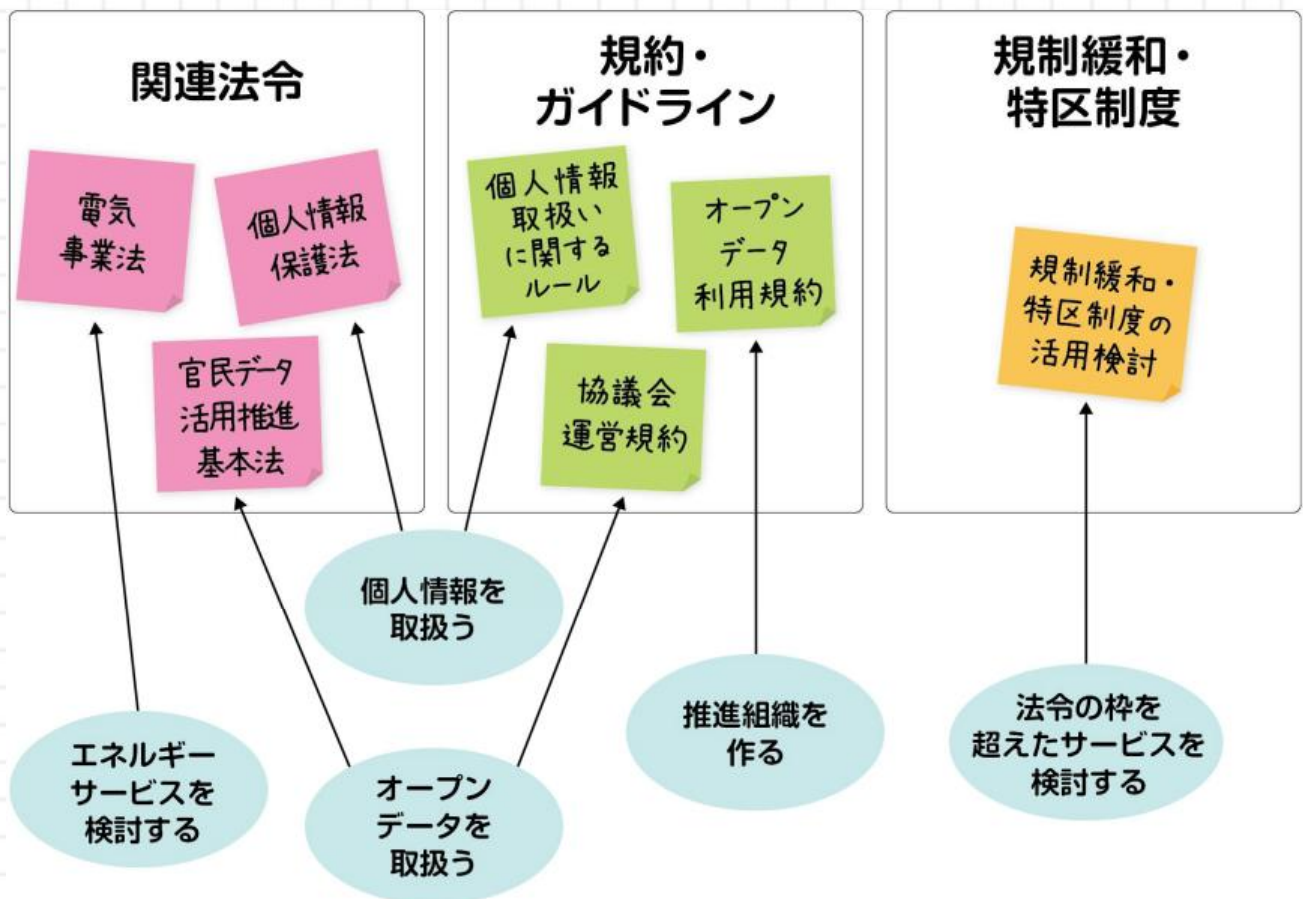 関連法令
電気
事業法
個人情報
保護法
官民データ
活用推進
基本法
規約・
ガイドライン
個人情報
取扱い
に関する
ルール
オープン
データ
利用規約
協議会
運営規約
規制緩和・
特区制度
規制緩和・
特区制度の
活用検討
個人情報を
取扱う
エネルギー
サービスを
検討する
オープン
データを
取扱う
推進組織を
作る
法令の枠を
超えたサービスを
検討する